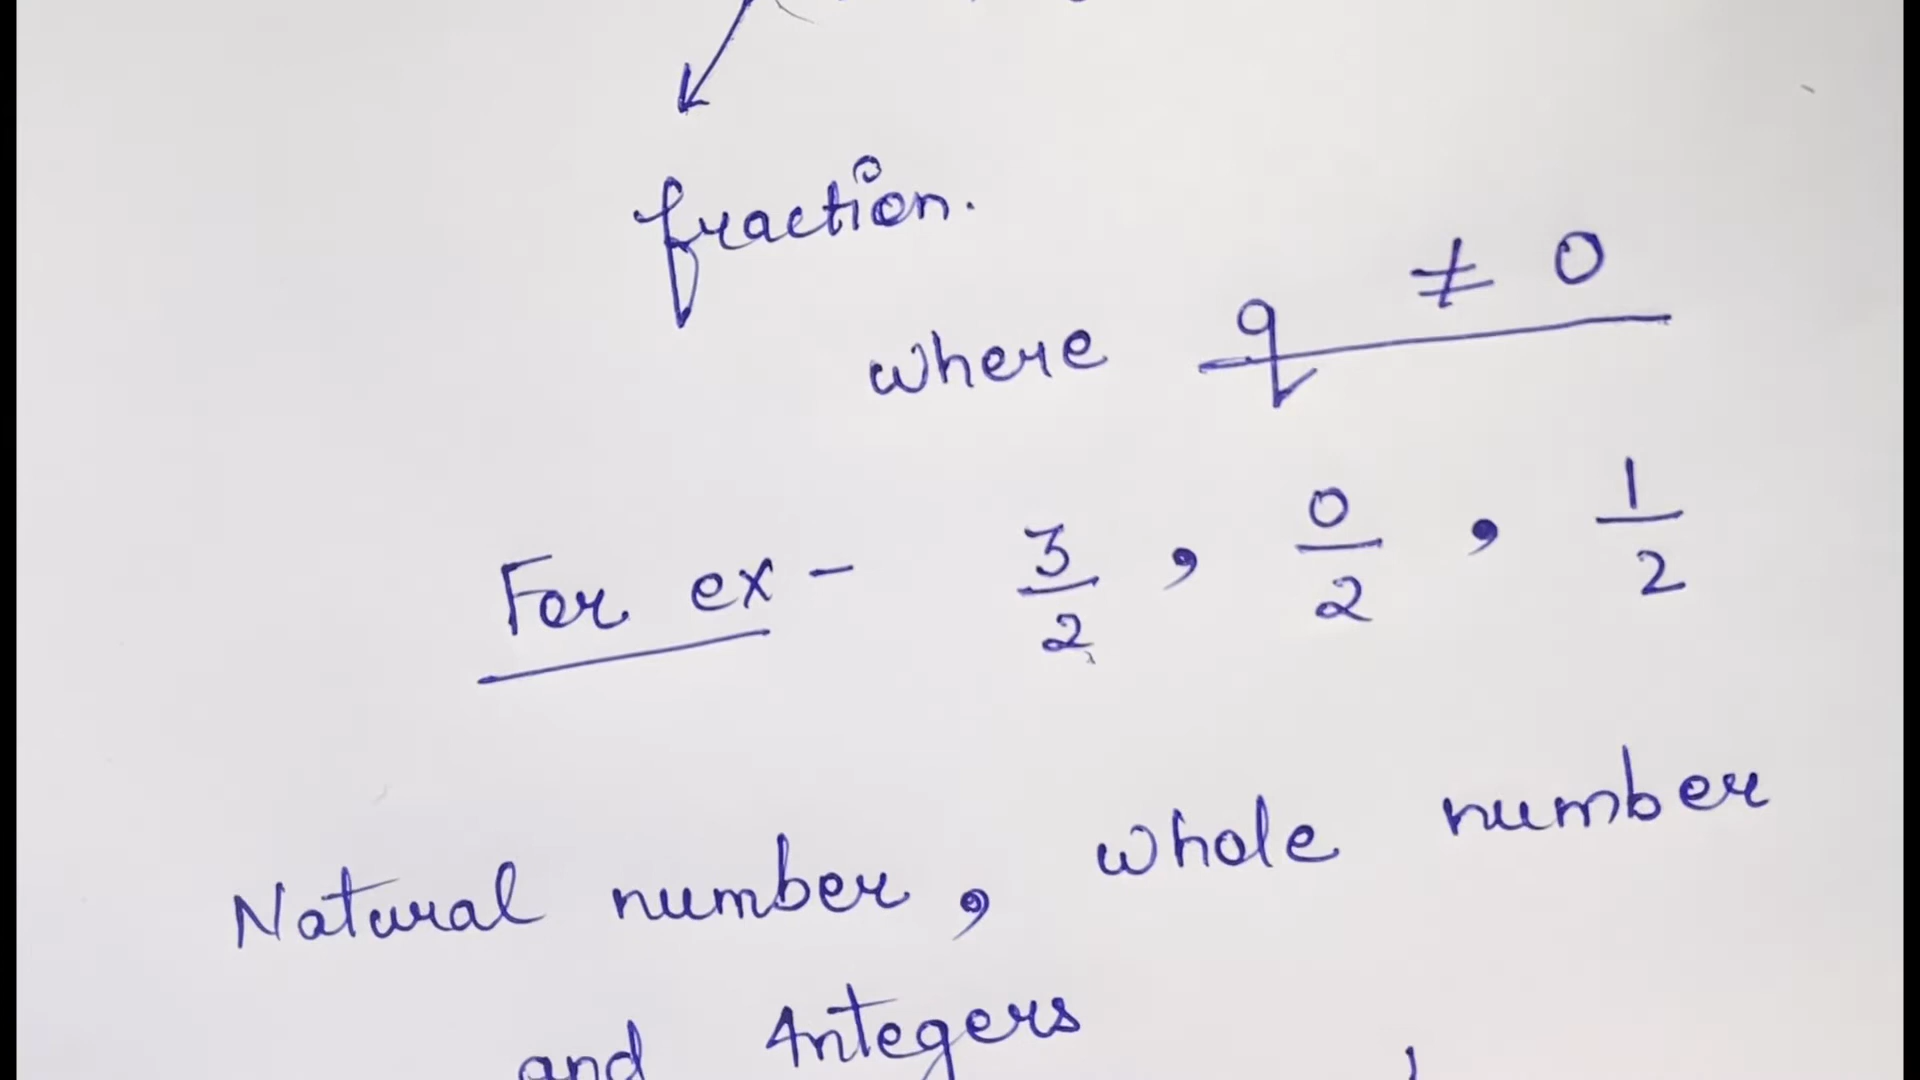 fraction.
where q ≠ 0
For ex - 3/2 , 0/2 , 1/2
Natural number, whole number
and Integers